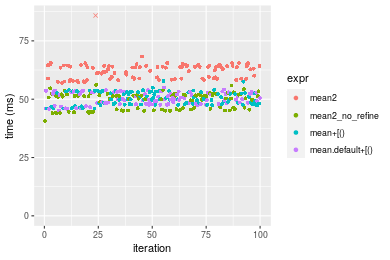 75
50
25
0
time (ms)
0
25
50
75
100
iteration
expr
mean2
mean2_no_refine
mean+[()
mean.default+[()